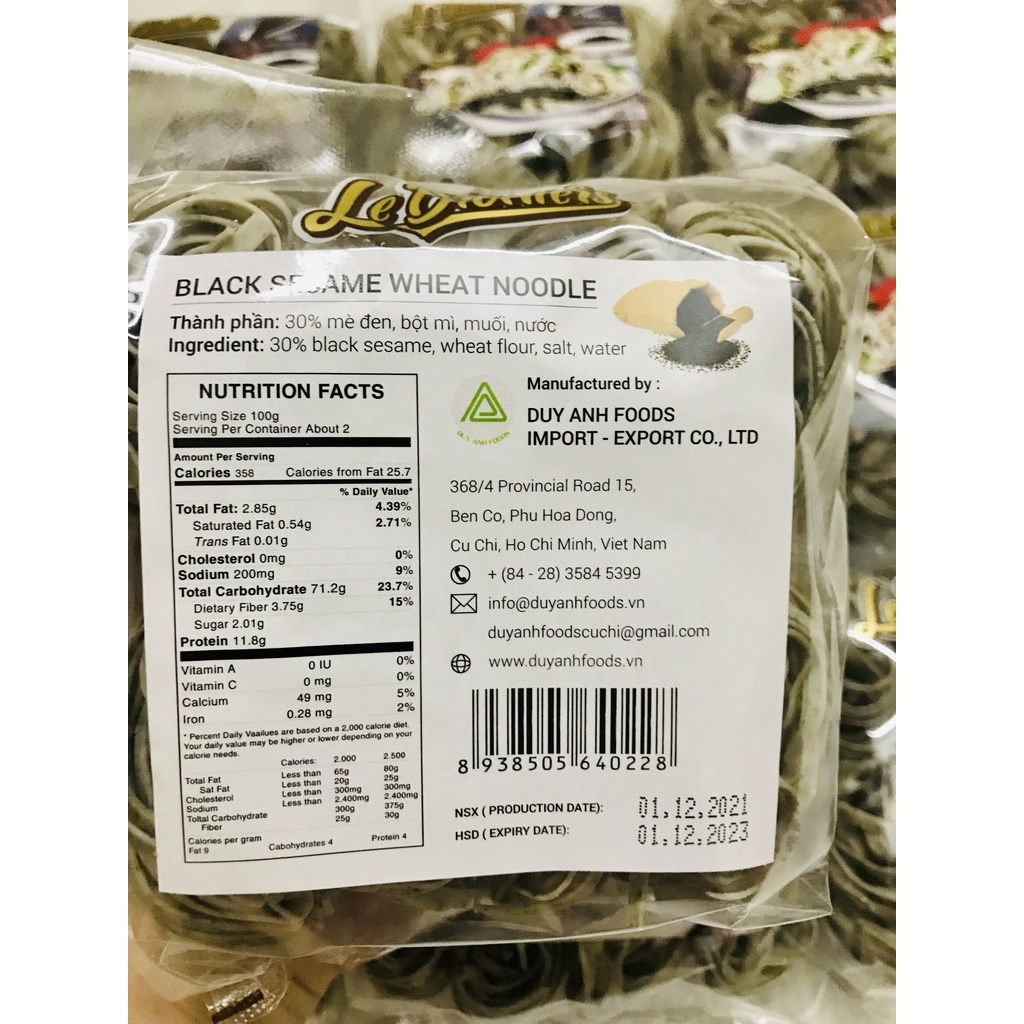 BLACK SESAME WHEAT NOODLE
Thành phần: 30% mè đen, bột mì, muối, nước
Ingredient: 30% black sesame, wheat flour, salt, water
NUTRITION FACTS
Serving Size 100g
Serving Per Container About 2
Amount Per Serving
Calories 358 Calories from Fat 25.7
% Daily Value*
Total Fat: 2.85g 4.39%
Saturated Fat 0.54g 2.71%
Trans Fat 0.01g
Cholesterol 0mg 0%
Sodium 200mg 9%
Total Carbohydrate 71.2g 23.7%
Dietary Fiber 3.75g 15%
Sugar 2.01g
Protein 11.8g
Vitamin A 0 IU 0%
Vitamin C 0 mg 0%
Calcium 49 mg 5%
Iron 0.28 mg 2%
* Percent Daily Vaailues are based on a 2,000 calorie diet.
Your daily value may be higher or lower depending on your
calorie needs.
Calories: 2.000 2.500
Total Fat Less than 65g 80g
Sat Fat Less than 20g 25g
Cholesterol Less than 300mg 300mg
Sodium Less than 2.400mg 2.400mg
Toltal Carbohydrate 300g 375g
Fiber 25g 30g
Calories per gram
Fat 9 Cabohydrates 4 Protein 4
DUY ANH FOODS
Manufactured by :
DUY ANH FOODS
IMPORT - EXPORT CO., LTD
368/4 Provincial Road 15,
Ben Co, Phu Hoa Dong,
Cu Chi, Ho Chi Minh, Viet Nam
+ (84 - 28) 3584 5399
info@duyanhfoods.vn
duyanhfoodscuchi@gmail.com
www.duyanhfoods.vn
8 938505 640228
NSX ( PRODUCTION DATE): 01.12.2021
HSD ( EXPIRY DATE): 01.12.2023